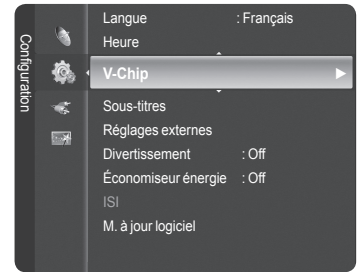 Configuration
Langue : Français
Heure
V-Chip
Sous-titres
Réglages externes
Divertissement : Off
Économiseur énergie : Off
ISI
M. à jour logiciel